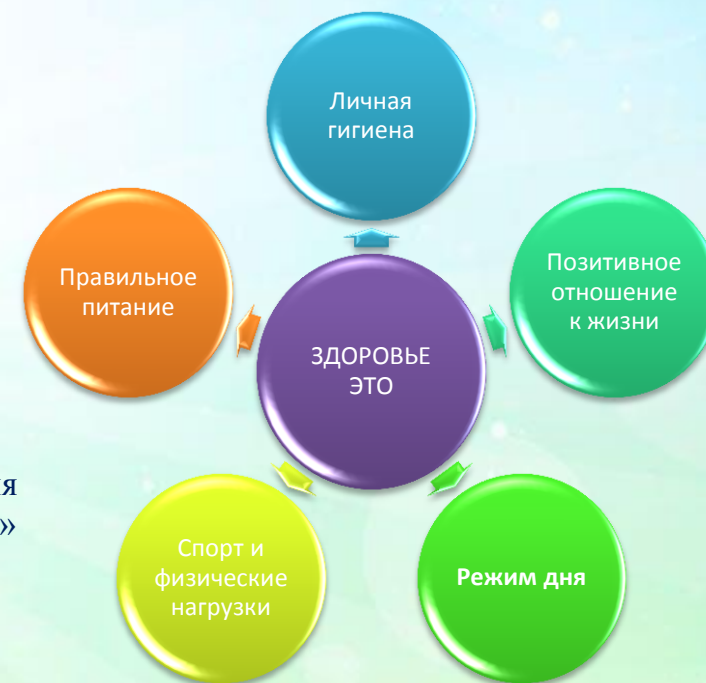 Личная
гигиена
Позитивное
отношение
к жизни
Правильное
питание
ЗДОРОВЬЕ
ЭТО
Спорт и
физические
нагрузки
Режим дня